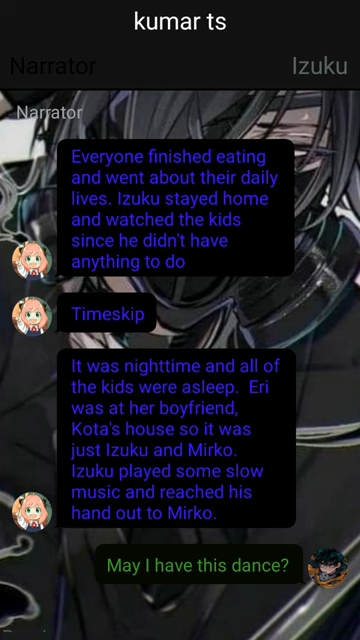 kumar ts
Narrator
Izuku
Narrator
Everyone finished eating
and went about their daily
lives. Izuku stayed home
and watched the kids
since he didn't have
anything to do
Timeskip
It was nighttime and all of
the kids were asleep.  Eri
was at her boyfriend,
Kota's house so it was
just Izuku and Mirko.
Izuku played some slow
music and reached his
hand out to Mirko.
May I have this dance?